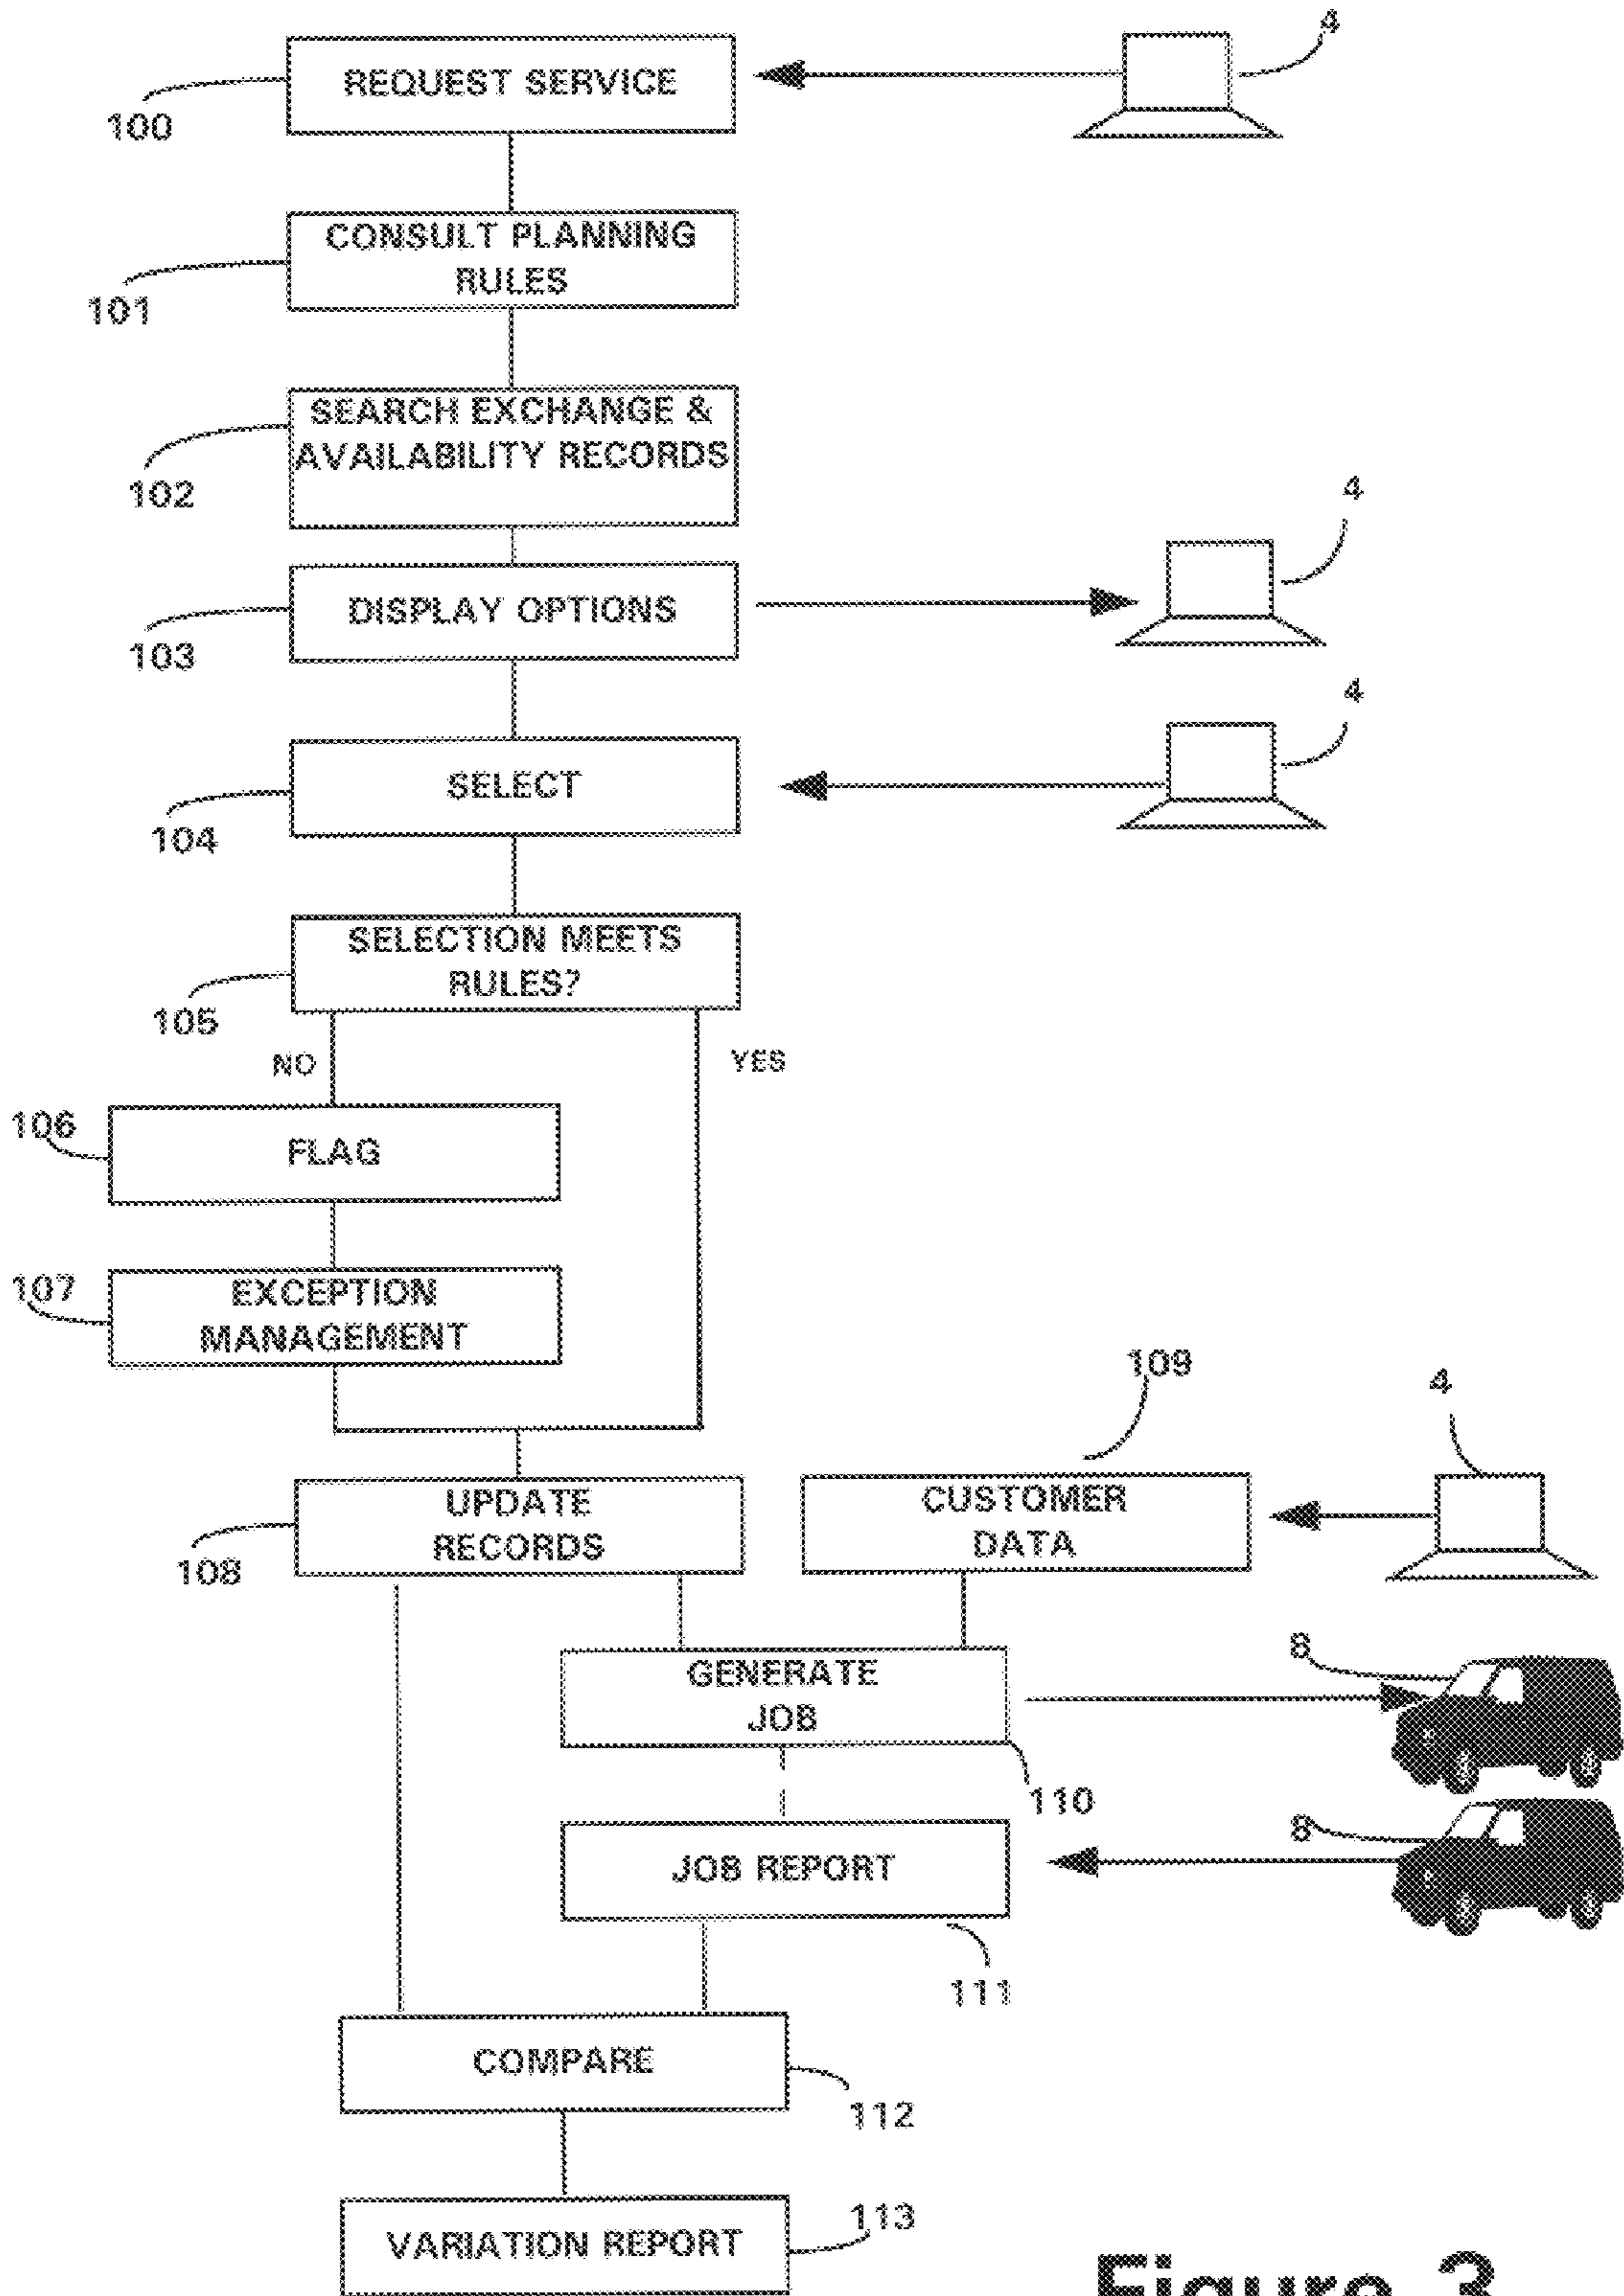 4
REQUEST SERVICE
100
CONSULT PLANNING
RULES
101
SEARCH EXCHANGE &
AVAILABILITY RECORDS
102
4
DISPLAY OPTIONS
103
4
SELECT
104
SELECTION MEETS
RULES?
105
NO
YES
106
FLAG
107
EXCEPTION
MANAGEMENT
109
4
UPDATE
RECORDS
CUSTOMER
DATA
108
8
GENERATE
JOB
110
8
JOB REPORT
111
COMPARE
112
113
VARIATION REPORT
Figure 3